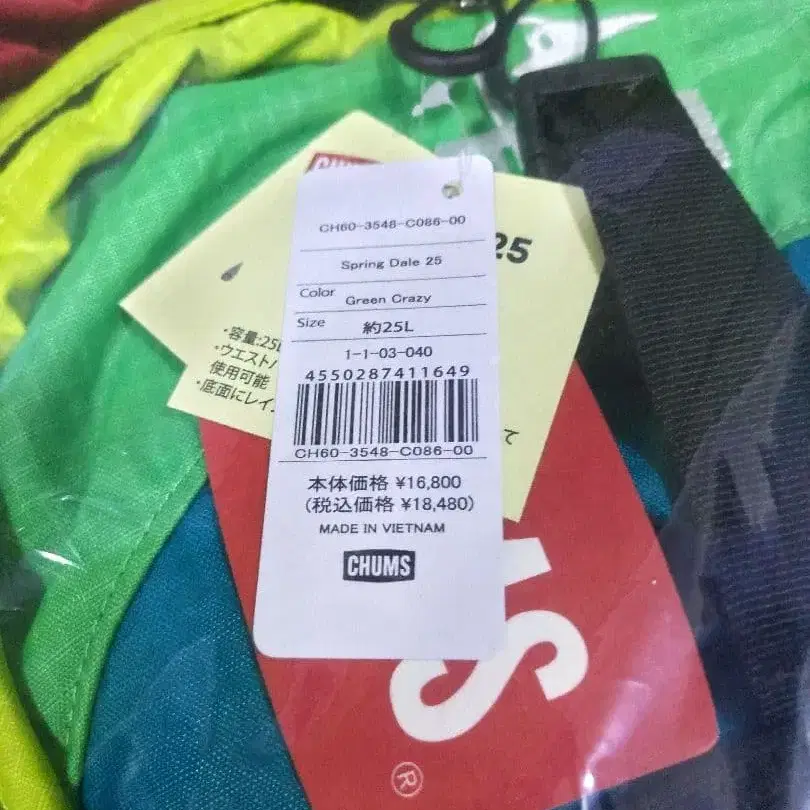 CH60-3548-C086-00
Spring Dale 25
Color Green Crazy
Size 約25L
1-1-03-040
4550287411649
CH60-3548-C086-00
本体価格 ¥16,800
(税込価格 ¥18,480)
MADE IN VIETNAM
CHUMS
25
・容量:25L
・ウエスト/
使用可能
・底面にレイ
て
S
®